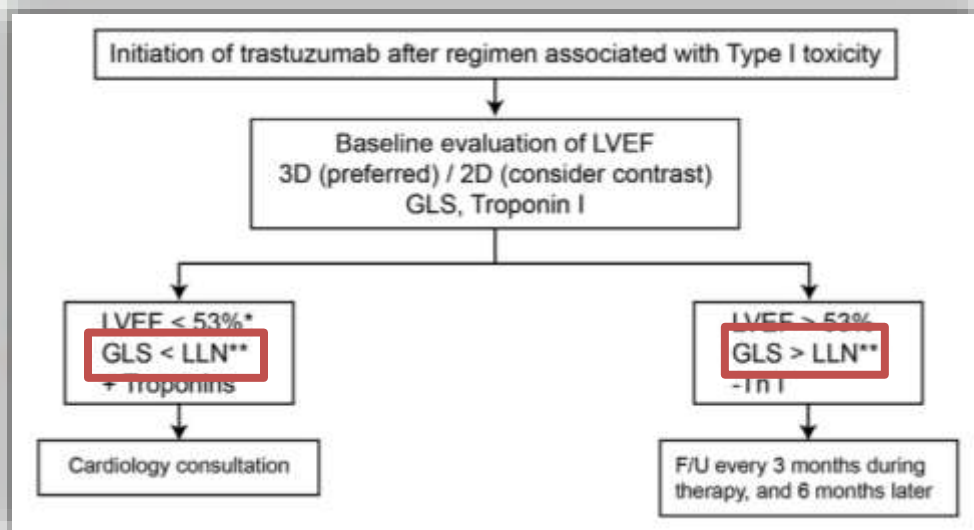 Initiation of trastuzumab after regimen associated with Type I toxicity
Baseline evaluation of LVEF
3D (preferred) / 2D (consider contrast)
GLS, Troponin I
LVEF < 53%*
GLS < LLN**
+ Troponins
Cardiology consultation
LVEF > 53%
GLS > LLN**
-Tn I
F/U every 3 months during
therapy, and 6 months later